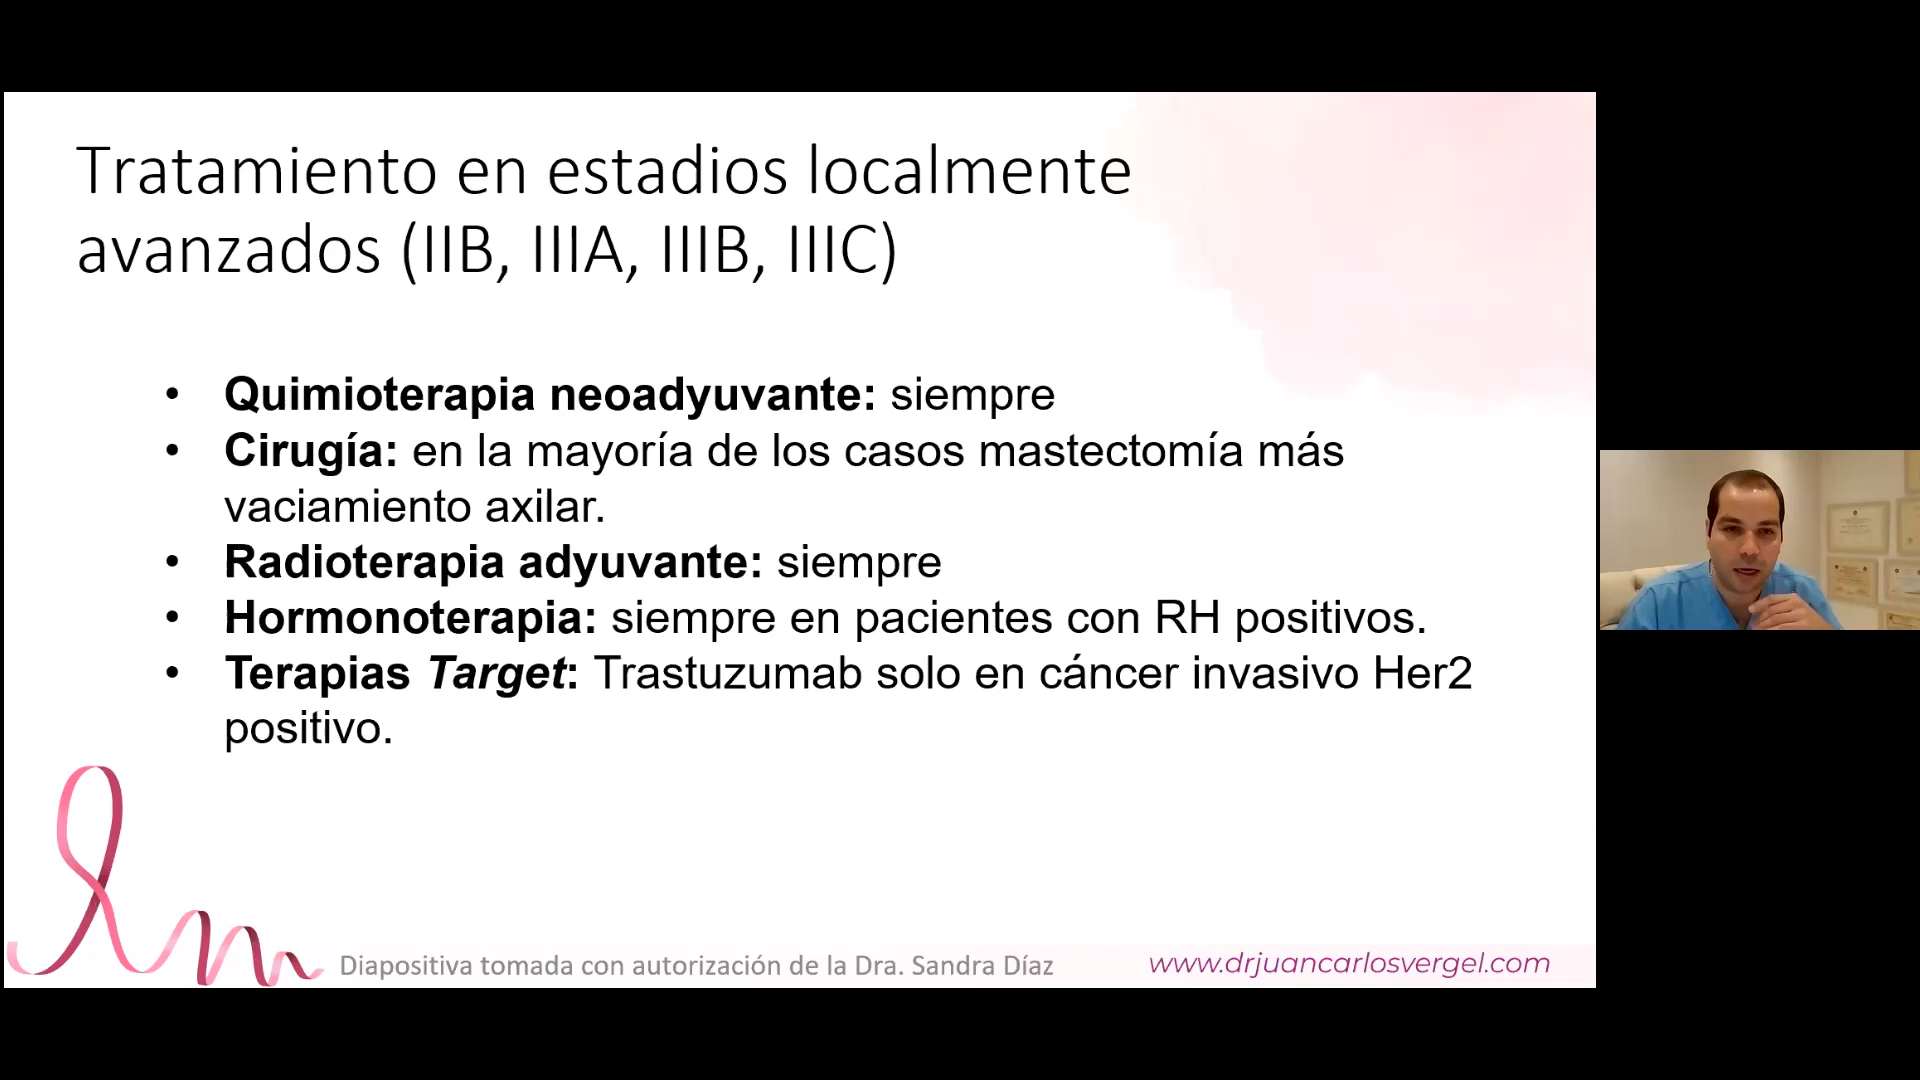 Tratamiento en estadios localmente
avanzados (IIB, IIIA, IIIB, IIIC)
• Quimioterapia neoadyuvante: siempre
• Cirugía: en la mayoría de los casos mastectomía más
vaciamiento axilar.
• Radioterapia adyuvante: siempre
• Hormonoterapia: siempre en pacientes con RH positivos.
• Terapias Target: Trastuzumab solo en cáncer invasivo Her2
positivo.
Diapositiva tomada con autorización de la Dra. Sandra Díaz
www.drjuancarlosvergel.com